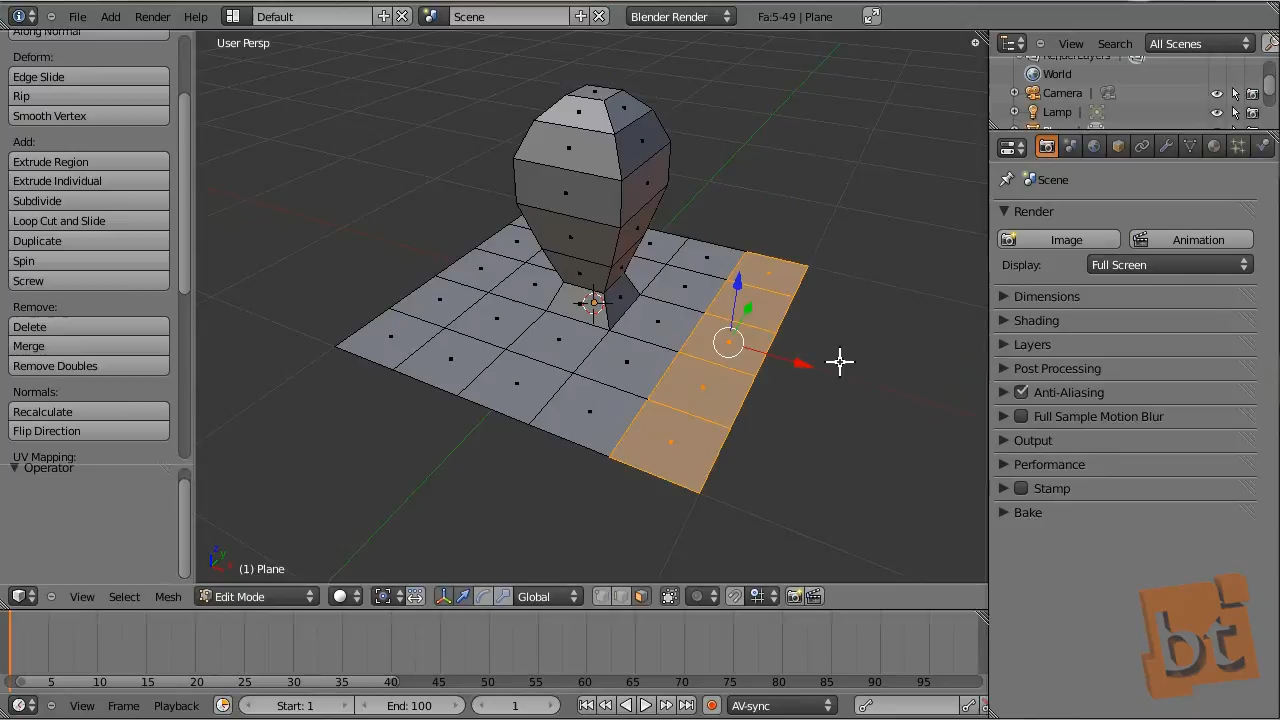 File Add Render Help Default Scene Blender Render Fa:5-49 | Plane
Along Normal
Deform:
Edge Slide
Rip
Smooth Vertex
Add:
Extrude Region
Extrude Individual
Subdivide
Loop Cut and Slide
Duplicate
Spin
Screw
Remove:
Delete
Merge
Remove Doubles
Normals:
Recalculate
Flip Direction
UV Mapping:
Operator
User Persp
(1) Plane
View Select Mesh Edit Mode Global
5 10 15 20 25 30 35 40 45 50 55 60 65 70 75 80 85 90 95
View Frame Playback Start: 1 End: 100 1 AV-sync
View Search All Scenes
RenderLayers
World
Camera
Lamp
Scene
Render
Image Animation
Display: Full Screen
Dimensions
Shading
Layers
Post Processing
Anti-Aliasing
Full Sample Motion Blur
Output
Performance
Stamp
Bake
bt